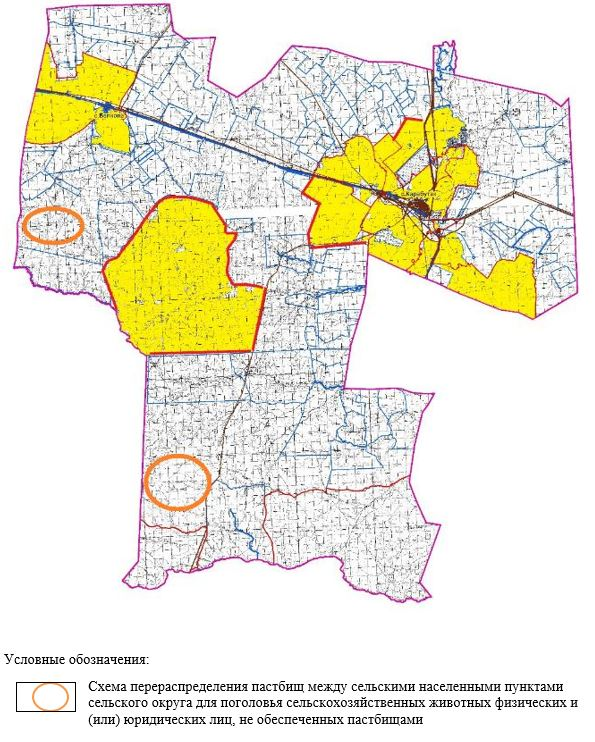 с.Карабутак
Условные обозначения:
Схема перераспределения пастбищ между сельскими населенными пунктами
сельского округа для поголовья сельскохозяйственных животных физических и
(или) юридических лиц, не обеспеченных пастбищами